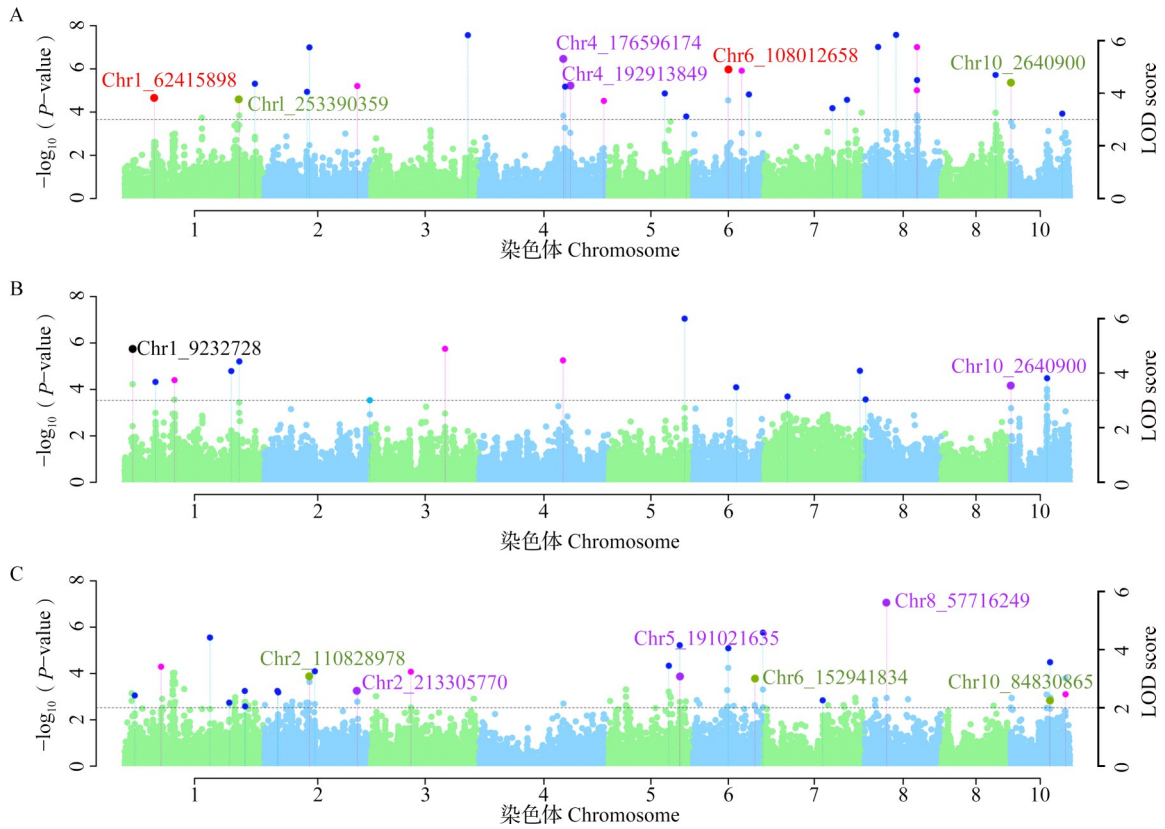 A
8
6
4
2
0
−log10 ( P−value )
Chr1_62415898
Chrl_253390359
Chr4_176596174
Chr4_192913849
Chr6_108012658
Chr10_2640900
6
5
4
3
2
1
0
LOD score
1 2 3 4 5 6 7 8 8 10
染色体 Chromosome
B
8
6
4
2
0
−log10 ( P−value )
Chr1_9232728
Chr10_2640900
6
4
2
0
LOD score
1 2 3 4 5 6 7 8 8 10
染色体 Chromosome
C
8
6
4
2
0
−log10 ( P−value )
Chr2_110828978
Chr2_213305770
Chr5_191021635
Chr6_152941834
Chr8_57716249
Chr10_84830865
6
4
2
0
LOD score
1 2 3 4 5 6 7 8 8 10
染色体 Chromosome